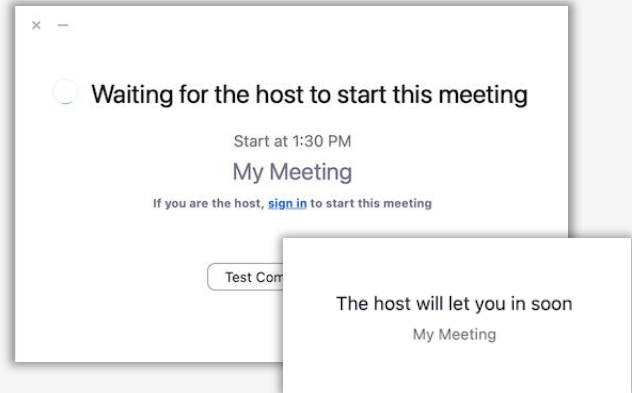 Waiting for the host to start this meeting
Start at 1:30 PM
My Meeting
If you are the host, sign in to start this meeting
Test
The host will let you in soon
My Meeting